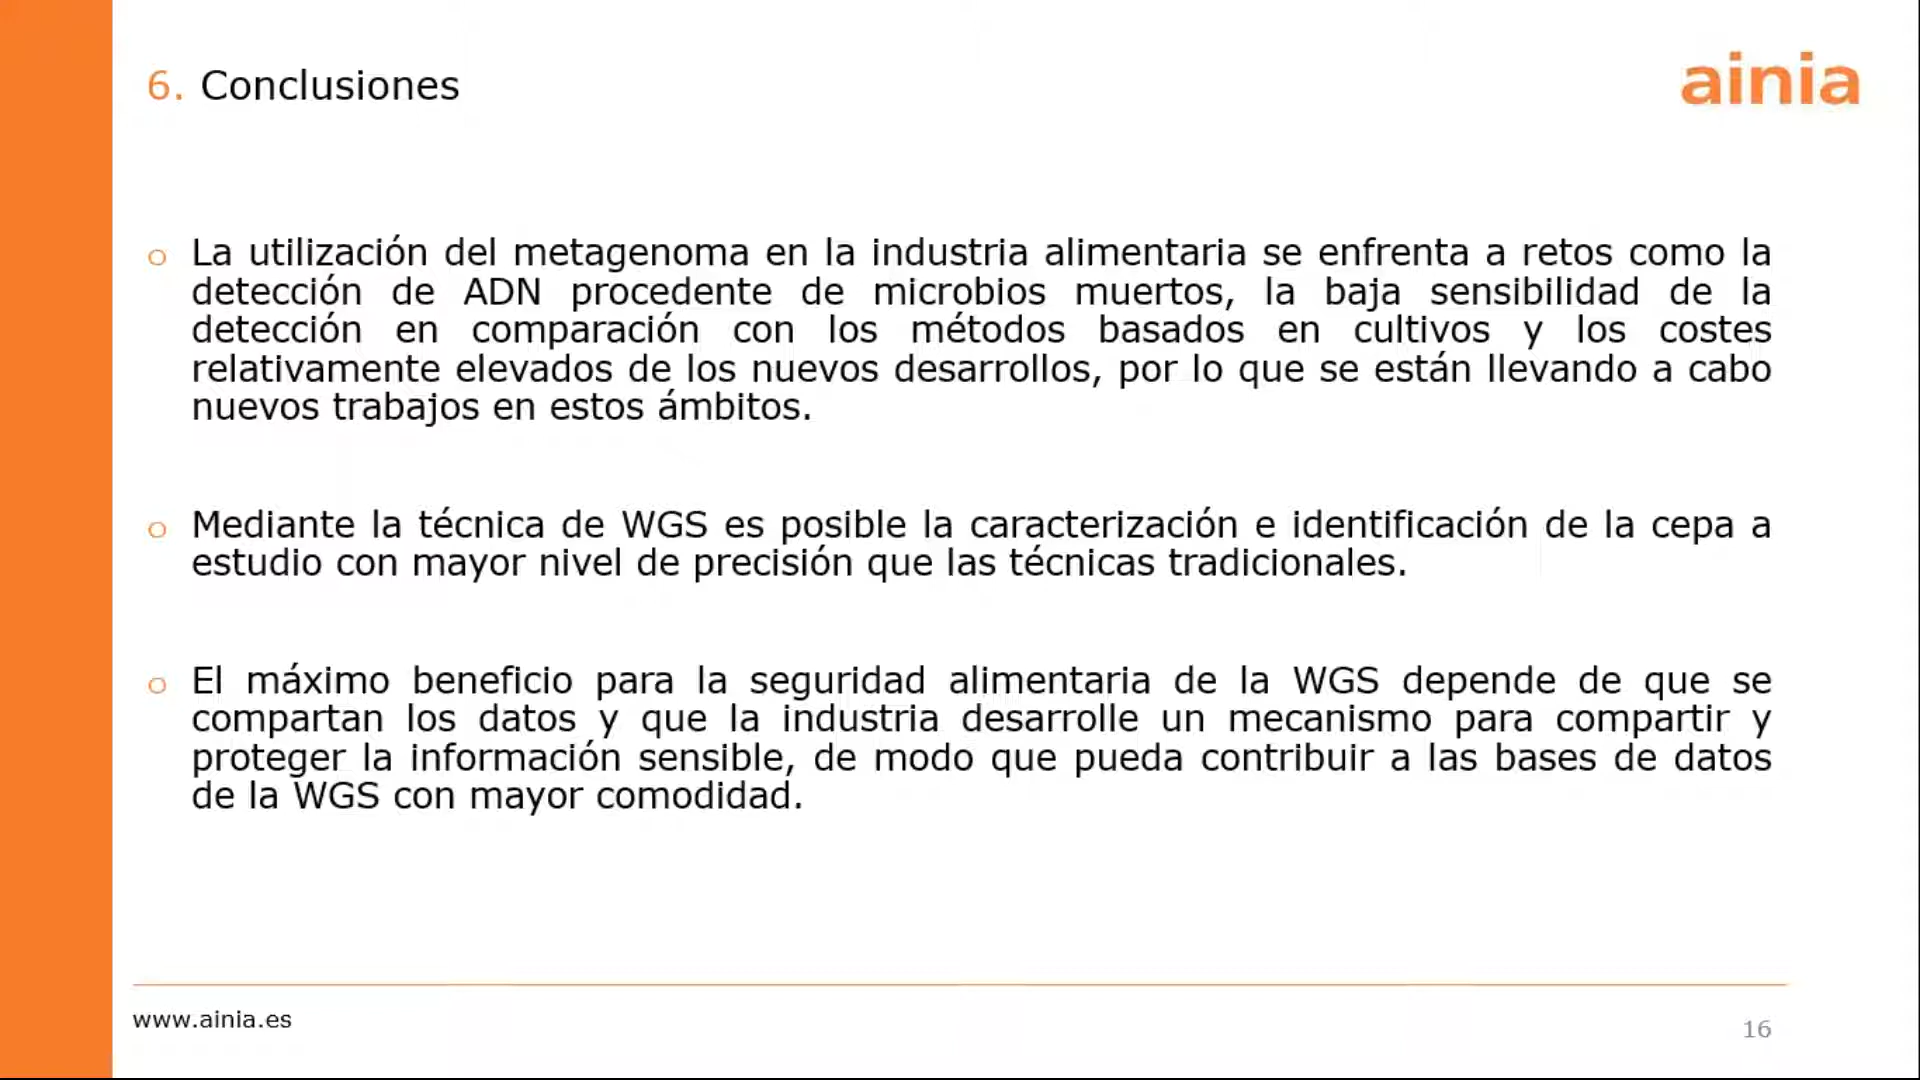 6. Conclusiones
ainia
o La utilización del metagenoma en la industria alimentaria se enfrenta a retos como la
detección de ADN procedente de microbios muertos, la baja sensibilidad de la
detección en comparación con los métodos basados en cultivos y los costes
relativamente elevados de los nuevos desarrollos, por lo que se están llevando a cabo
nuevos trabajos en estos ámbitos.
o Mediante la técnica de WGS es posible la caracterización e identificación de la cepa a
estudio con mayor nivel de precisión que las técnicas tradicionales.
o El máximo beneficio para la seguridad alimentaria de la WGS depende de que se
compartan los datos y que la industria desarrolle un mecanismo para compartir y
proteger la información sensible, de modo que pueda contribuir a las bases de datos
de la WGS con mayor comodidad.
www.ainia.es
16